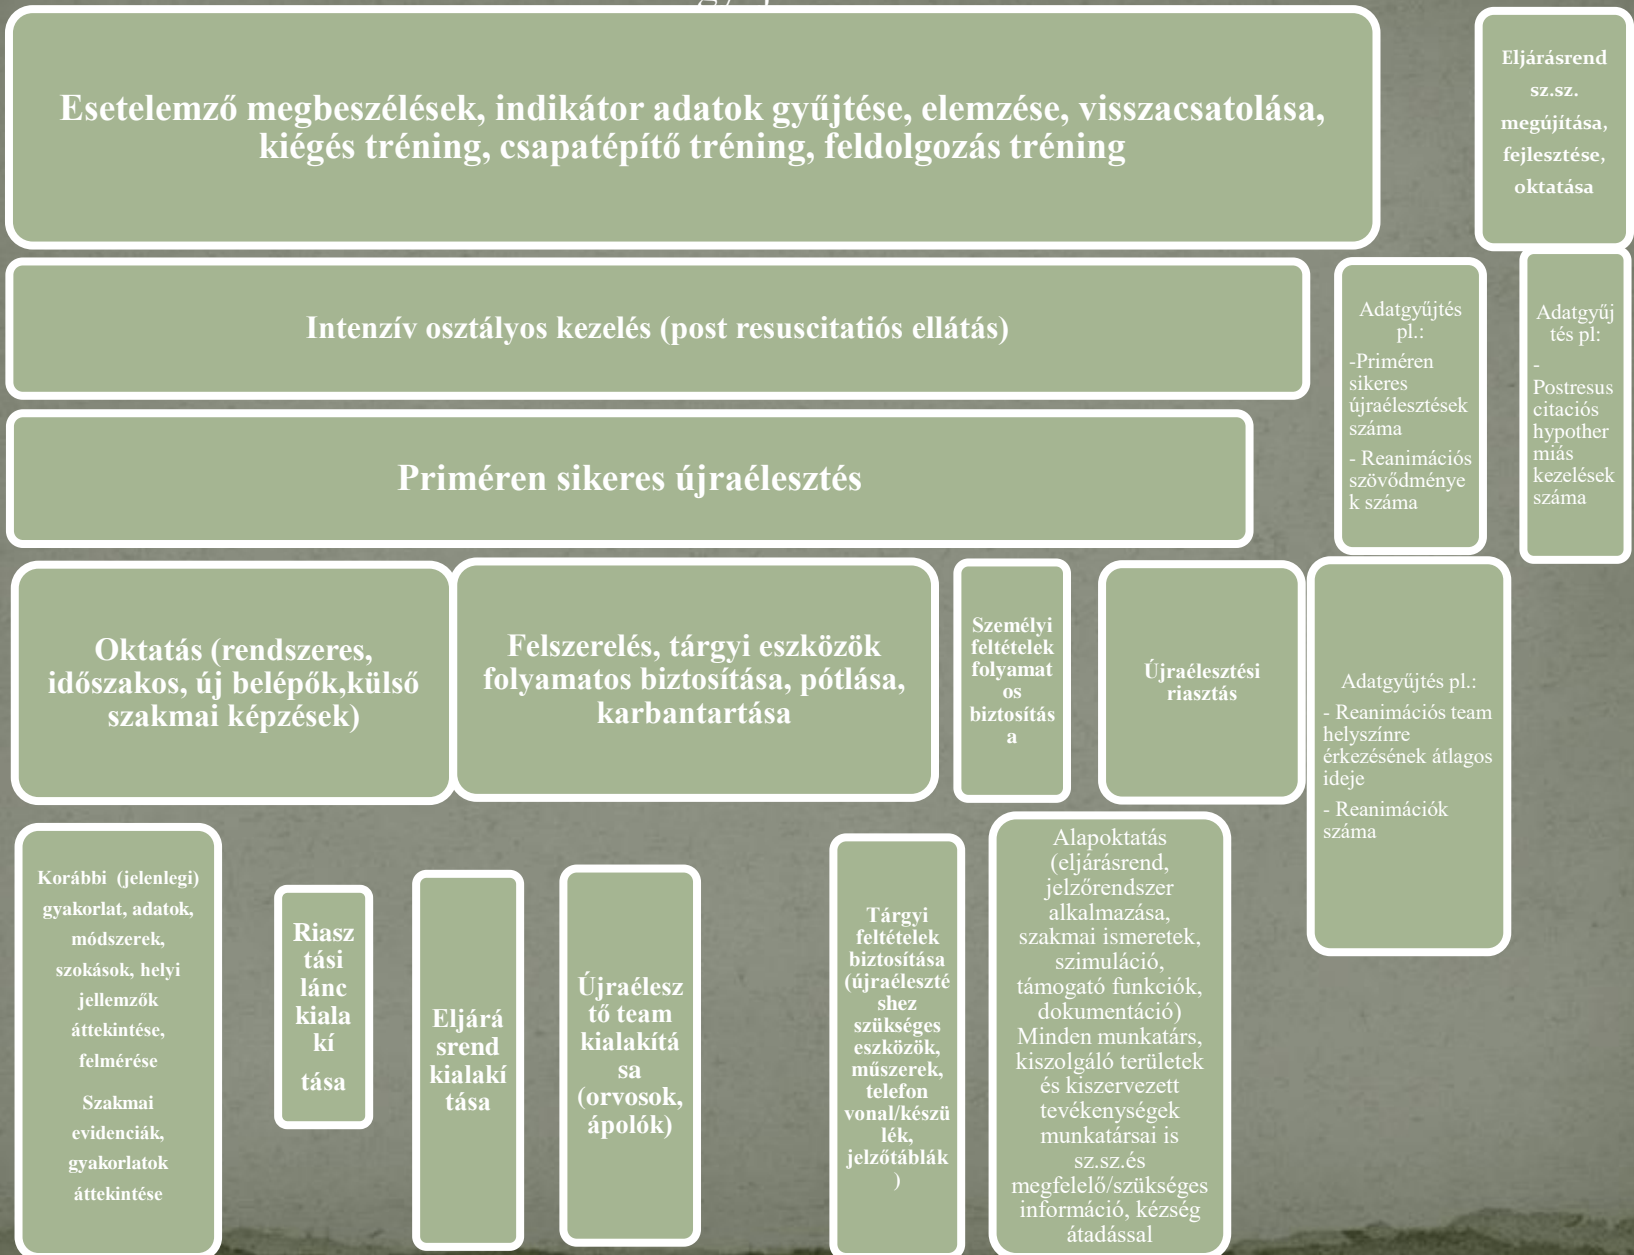 Esetelemző megbeszélések, indikátor adatok gyűjtése, elemzése, visszacsatolása,
kiégés tréning, csapatépítő tréning, feldolgozás tréning
Eljárásrend
sz.sz.
megújítása,
fejlesztése,
oktatása
Intenzív osztályos kezelés (post resuscitatiós ellátás)
Adatgyűjtés
pl.:
-Priméren
sikeres
újraélesztések
száma
- Reanimációs
szövődménye
k száma
Adatgyűj
tés pl:
-
Postresus
citaciós
hypother
miás
kezelések
száma
Priméren sikeres újraélesztés
Oktatás (rendszeres,
időszakos, új belépők,külső
szakmai képzések)
Felszerelés, tárgyi eszközök
folyamatos biztosítása, pótlása,
karbantartása
Személyi
feltételek
folyamat
os
biztosítás
a
Újraélesztési
riasztás
Adatgyűjtés pl.:
- Reanimációs team
helyszínre
érkezésének átlagos
ideje
- Reanimációk
száma
Korábbi (jelenlegi)
gyakorlat, adatok,
módszerek,
szokások, helyi
jellemzők
áttekintése,
felmérése
Szakmai
evidenciák,
gyakorlatok
áttekintése
Riasz
tási
lánc
kiala
kí
tása
Eljárá
srend
kialakí
tása
Újraélesz
tő team
kialakítá
sa
(orvosok,
ápolók)
Tárgyi
feltételek
biztosítása
(újraéleszté
shez
szükséges
eszközök,
műszerek,
telefon
vonal/készü
lék,
jelzőtáblák
)
Alapoktatás
(eljárásrend,
jelzőrendszer
alkalmazása,
szakmai ismeretek,
szimuláció,
támogató funkciók,
dokumentáció)
Minden munkatárs,
kiszolgáló területek
és kiszervezett
tevékenységek
munkatársai is
sz.sz.és
megfelelő/szükséges
információ, kézség
átadással